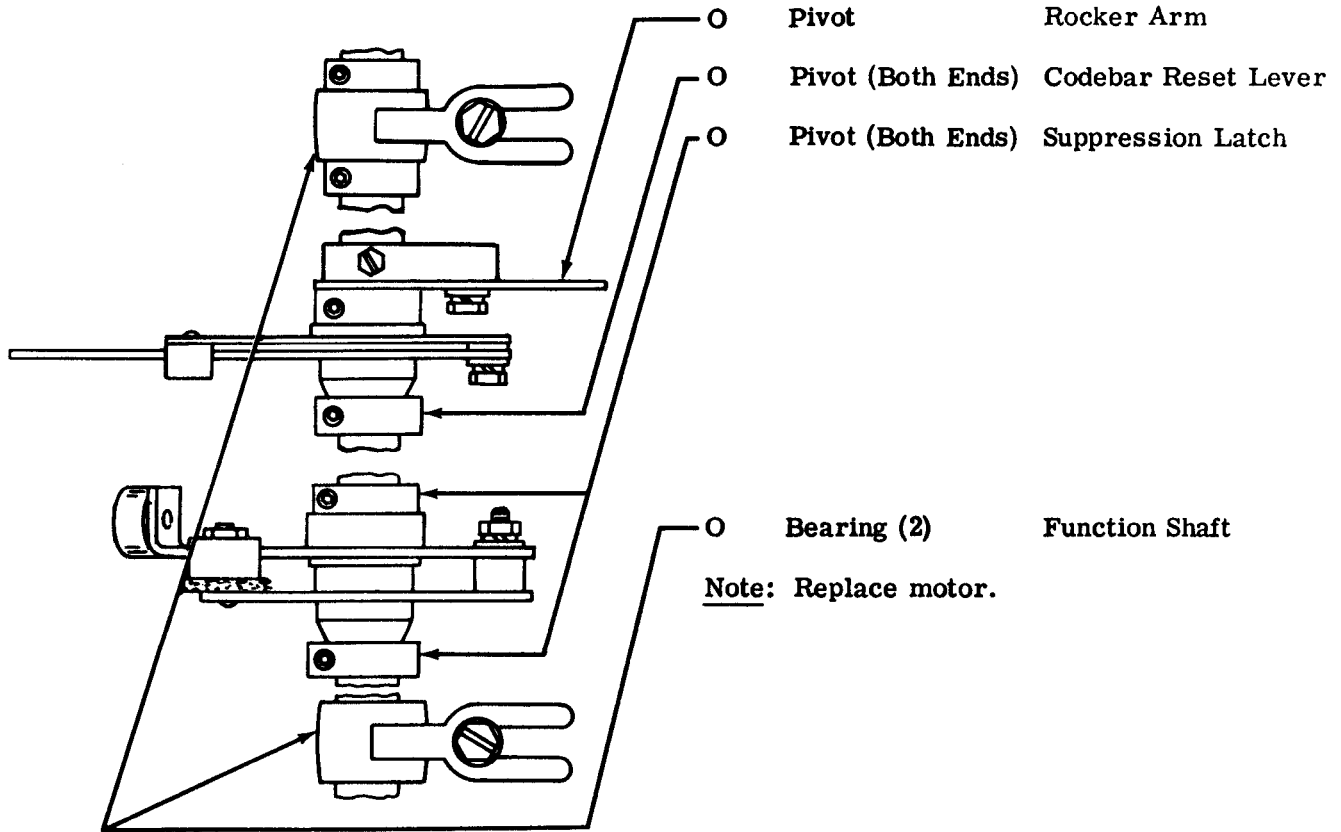 O Pivot Rocker Arm
O Pivot (Both Ends) Codebar Reset Lever
O Pivot (Both Ends) Suppression Latch
O Bearing (2) Function Shaft
Note: Replace motor.